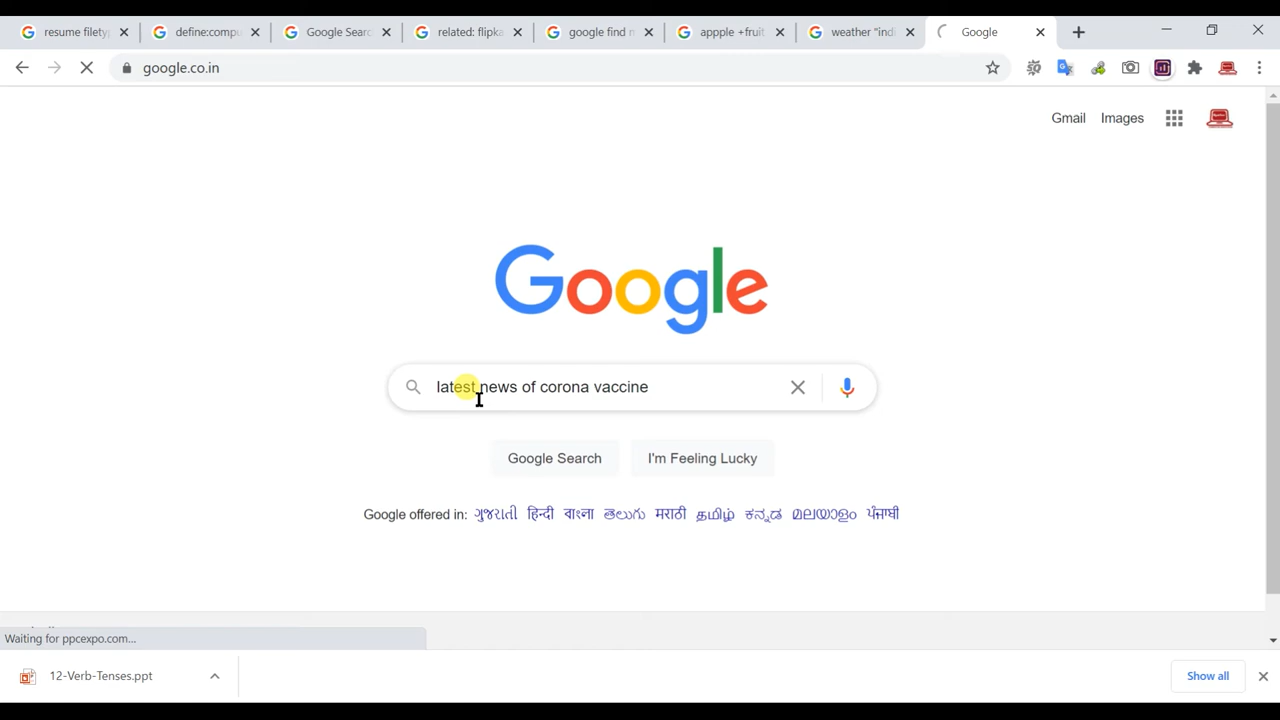 resume filety
define:compu
Google Searc
related: flipka
google find n
appple +fruit
weather "indi
Google
google.co.in
Gmail
Images
Google
latest news of corona vaccine
Google Search
I'm Feeling Lucky
Google offered in: ગુજરાતી हिन्दी বাংলা తెలుగు मराठी தமிழ் ಕನ್ನಡ മലയാളം ਪੰਜਾਬੀ
Waiting for ppcexpo.com...
12-Verb-Tenses.ppt
Show all